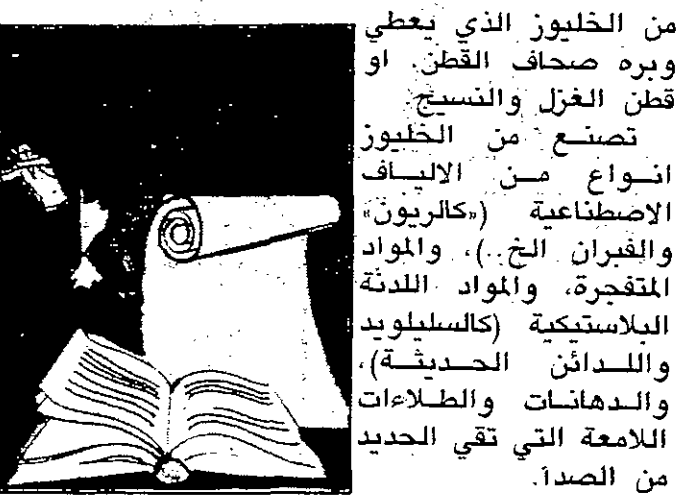 من الخليوز الذي يعطي
وبره صحاف القطن. او
قطن الغزل والنسيج.
تصنع من الخليوز
انواع من الالياف
الاصطناعية («كالريون»
والفبران الخ..)، والمواد
المتفجرة، والمواد اللدنة
البلاستيكية (كالسليلويد
واللدائن الحديثة)،
والدهانات والطلاءات
اللامعة التي تقي الحديد
من الصدأ.